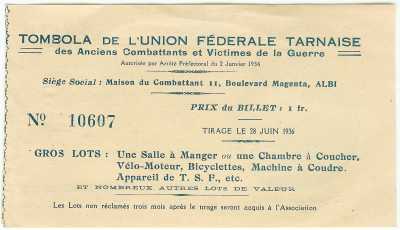 TOMBOLA DE L'UNION FÉDERALE TARNAISE
des Anciens Combattants et Victimes de la Guerre
Autorisée par Arrêté Préfectoral du 2 Janvier 1936
Siège Social : Maison du Combattant 11, Boulevard Magenta, ALBI
PRIX du BILLET : 1 fr.
No 10607
TIRAGE LE 28 JUIN 1936
GROS LOTS : Une Salle à Manger ou une Chambre à Coucher,
Vélo-Moteur, Bicyclettes, Machine à Coudre,
Appareil de T. S. F., etc.
ET NOMBREUX AUTRES LOTS DE VALEUR
Les Lots non réclamés trois mois après le tirage seront acquis à l'Association